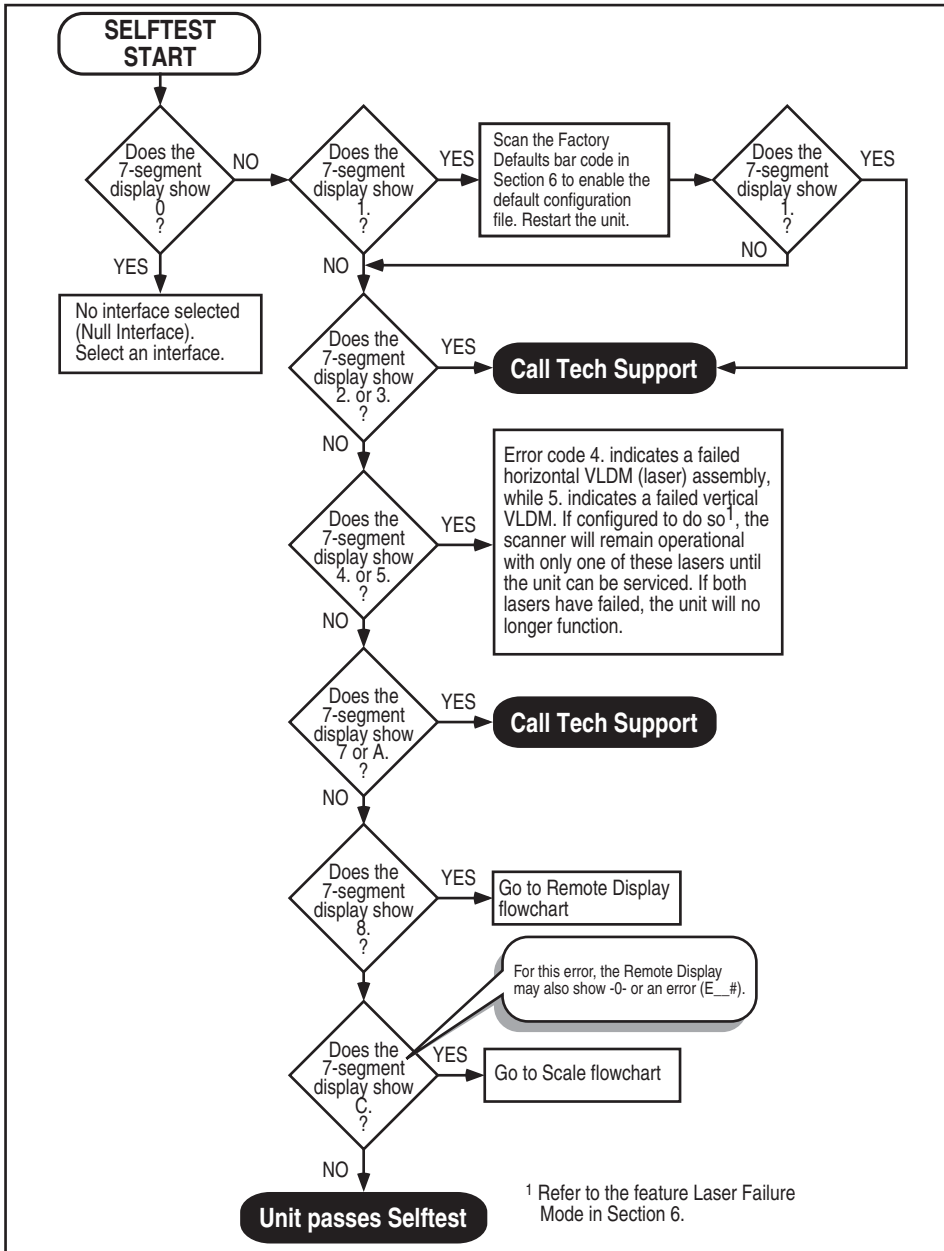 SELFTEST
START
Does the
7-segment
display show
0
?
NO
YES
No interface selected
(Null Interface).
Select an interface.
Does the
7-segment
display show
1.
?
YES
NO
Scan the Factory
Defaults bar code in
Section 6 to enable the
default configuration
file. Restart the unit.
Does the
7-segment
display show
1.
?
YES
NO
Does the
7-segment
display show
2. or 3.
?
YES
Call Tech Support
NO
Does the
7-segment
display show
4. or 5.
?
YES
Error code 4. indicates a failed
horizontal VLDM (laser) assembly,
while 5. indicates a failed vertical
VLDM. If configured to do so1, the
scanner will remain operational
with only one of these lasers until
the unit can be serviced. If both
lasers have failed, the unit will no
longer function.
NO
Does the
7-segment
display show
7 or A.
?
YES
Call Tech Support
NO
Does the
7-segment
display show
8.
?
YES
Go to Remote Display
flowchart
NO
For this error, the Remote Display
may also show -0- or an error (E__#).
Does the
7-segment
display show
C.
?
YES
Go to Scale flowchart
NO
Unit passes Selftest
1 Refer to the feature Laser Failure
Mode in Section 6.